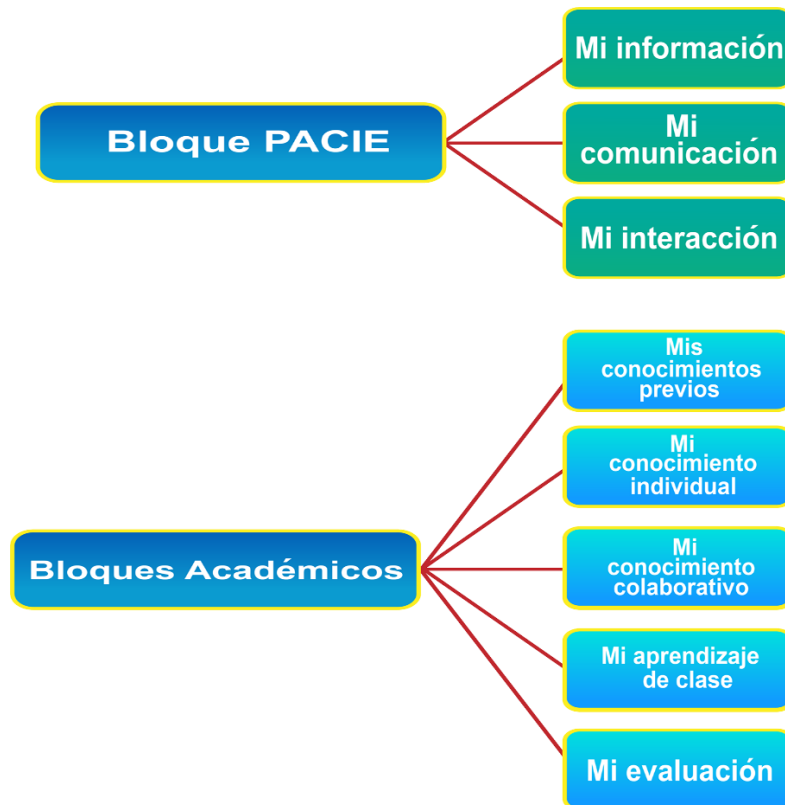 Bloque PACIE
Mi información
Mi
comunicación
Mi interacción
Bloques Académicos
Mis
conocimientos
previos
Mi
conocimiento
individual
Mi
conocimiento
colaborativo
Mi aprendizaje
de clase
Mi evaluación